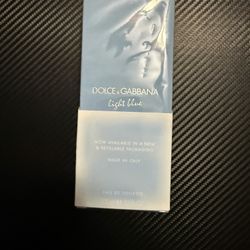 DOLCE & GABBANA
light blue
NOW AVAILABLE IN A NEW
& REFILLABLE PACKAGING
MADE IN ITALY
EAU DE TOILETTE